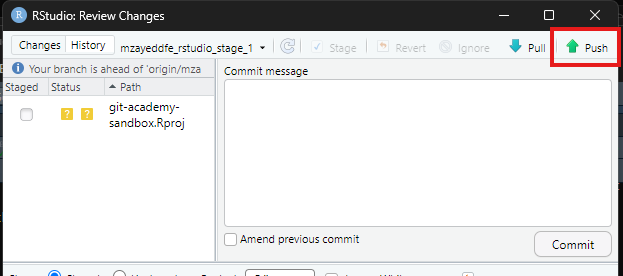 R RStudio: Review Changes
Changes History mzayeddfe_rstudio_stage_1 Stage Revert Ignore Pull Push
Your branch is ahead of 'origin/mza
Staged Status Path
? ? git-academy-
sandbox.Rproj
Commit message
Amend previous commit
Commit